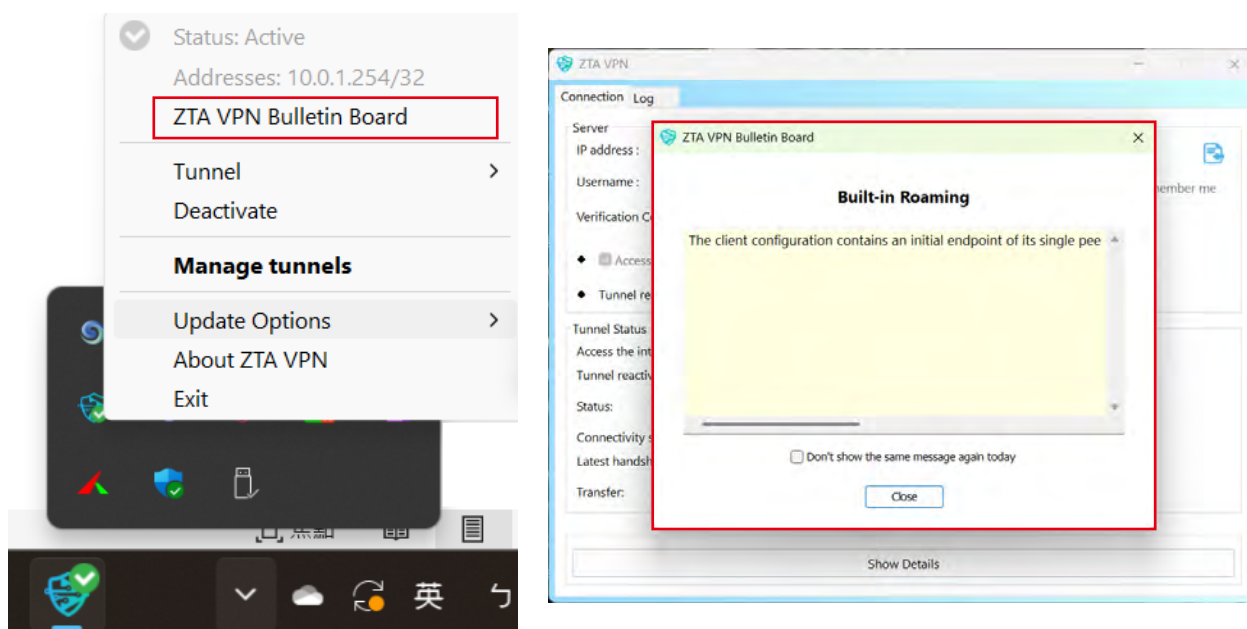 Status: Active
Addresses: 10.0.1.254/32
ZTA VPN Bulletin Board
Tunnel
Deactivate
Manage tunnels
Update Options
About ZTA VPN
Exit
英
ㄅ
ZTA VPN
Connection Log
Server
IP address :
Username :
Verification C
Access
Tunnel re
Tunnel Status
Access the int
Tunnel reactiv
Status:
Connectivity s
Latest handsh
Transfer:
ember me
ZTA VPN Bulletin Board
Built-in Roaming
The client configuration contains an initial endpoint of its single pee
Don't show the same message again today
Close
Show Details